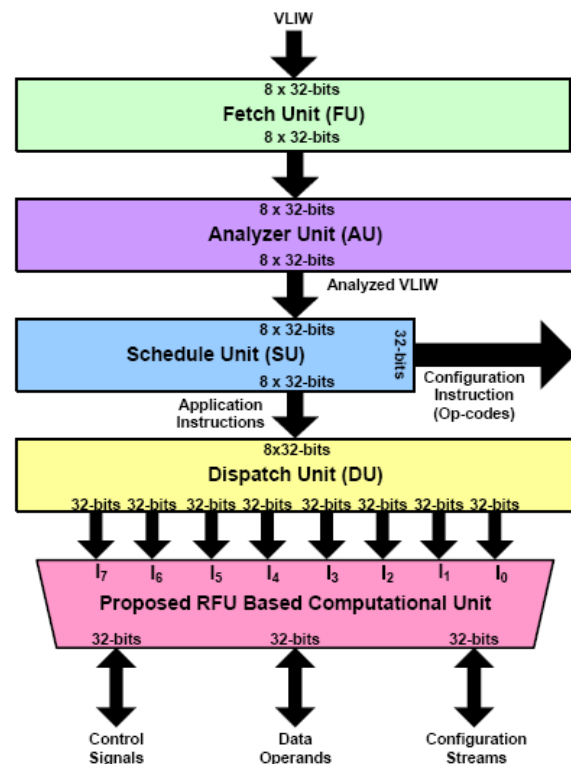 VLIW
8 x 32-bits
Fetch Unit (FU)
8 x 32-bits
8 x 32-bits
Analyzer Unit (AU)
8 x 32-bits
Analyzed VLIW
8 x 32-bits
Schedule Unit (SU)
32-bits
8 x 32-bits
Configuration
Instruction
(Op-codes)
Application
Instructions
8x32-bits
Dispatch Unit (DU)
32-bits 32-bits 32-bits 32-bits 32-bits 32-bits 32-bits 32-bits
I7 I6 I5 I4 I3 I2 I1 I0
Proposed RFU Based Computational Unit
32-bits 32-bits 32-bits
Control
Signals
Data
Operands
Configuration
Streams